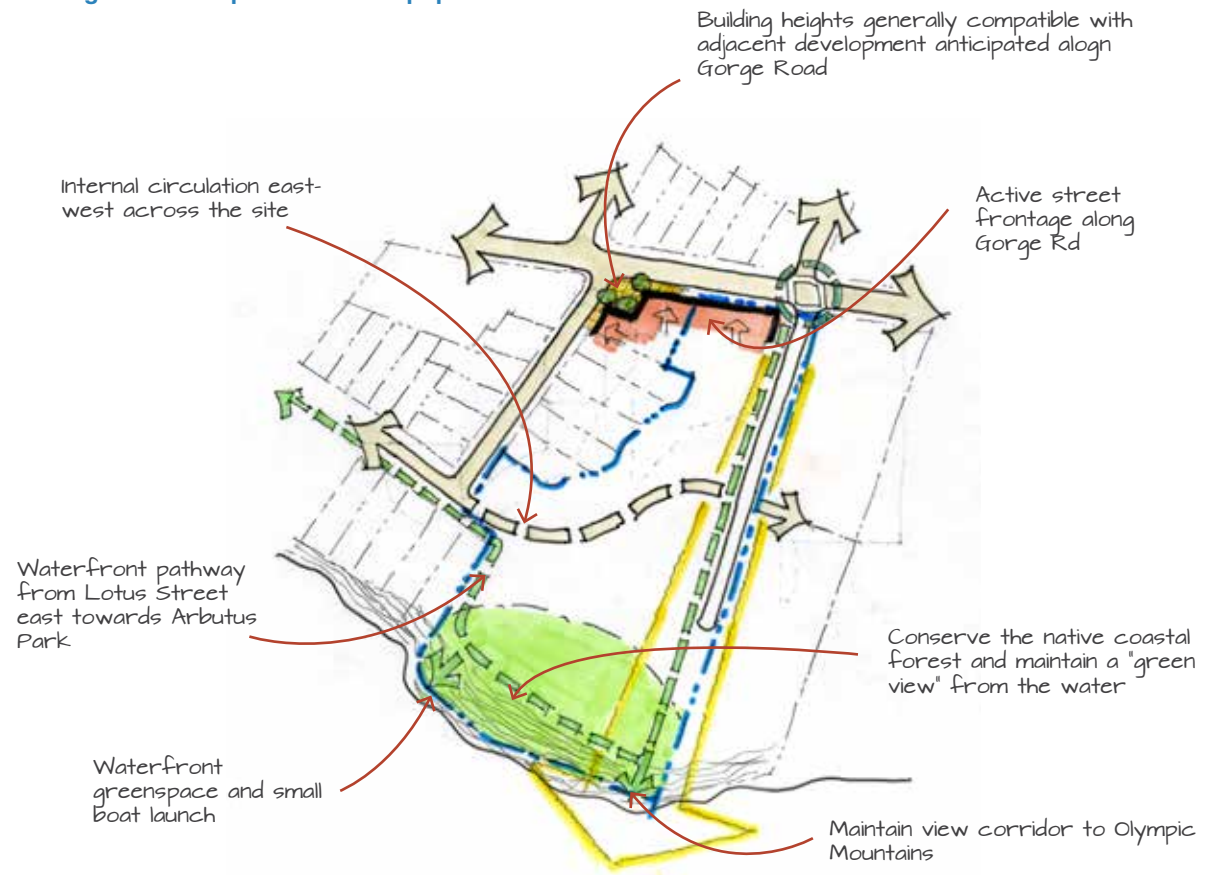 Building heights generally compatible with
adjacent development anticipated alogn
Gorge Road
Internal circulation east-
west across the site
Active street
frontage along
Gorge Rd
Waterfront pathway
from Lotus Street
east towards Arbutus
Park
Conserve the native coastal
forest and maintain a "green
view" from the water
Waterfront
greenspace and small
boat launch
Maintain view corridor to Olympic
Mountains